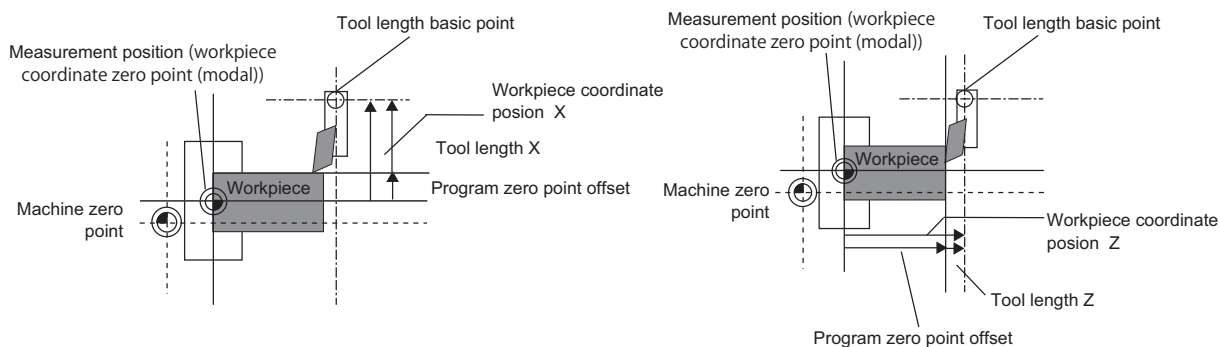 Tool length basic point
Measurement position (workpiece
coordinate zero point (modal))
Workpiece coordinate
posion X
Tool length X
Workpiece
Program zero point offset
Machine zero
point
Tool length basic point
Measurement position (workpiece
coordinate zero point (modal))
Workpiece
Machine zero
point
Workpiece coordinate
posion Z
Tool length Z
Program zero point offset